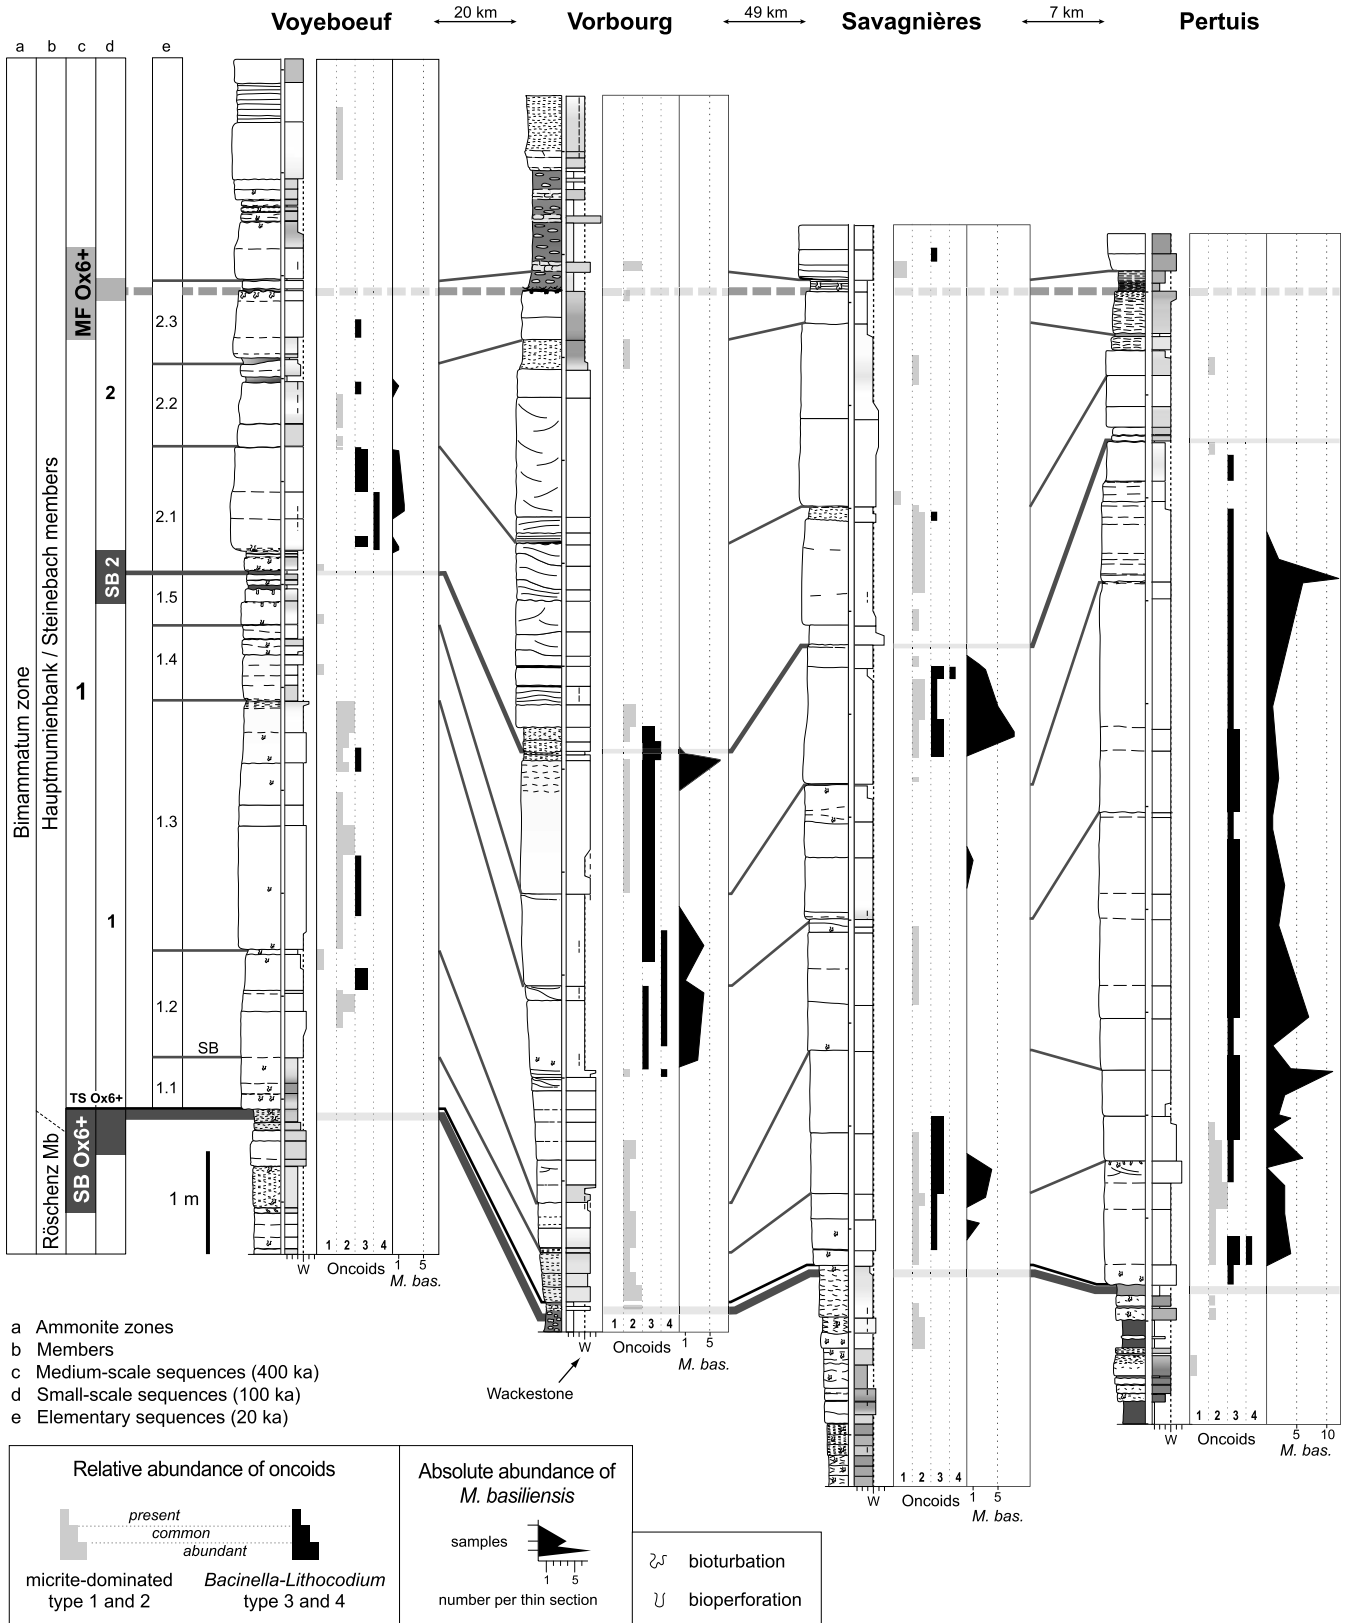 Voyeboeuf
20 km
Vorbourg
49 km
Savagnières
7 km
Pertuis
a b c d e
MF Ox6+
2.3
2
2.2
2.1
SB 2
1.5
1.4
1
1.3
Bimammatum zone
Hauptmumienbank / Steinebach members
1
1.2
SB
1.1
TS Ox6+
SB Ox6+
Röschenz Mb
1 m
W
1 2 3 4
Oncoids
1 5
M. bas.
W
1 2 3 4
Oncoids
1 5
M. bas.
Wackestone
W
1 2 3 4
Oncoids
1 5
M. bas.
W
1 2 3 4
Oncoids
5 10
M. bas.
a Ammonite zones
b Members
c Medium-scale sequences (400 ka)
d Small-scale sequences (100 ka)
e Elementary sequences (20 ka)
Relative abundance of oncoids
present
common
abundant
micrite-dominated
type 1 and 2
Bacinella-Lithocodium
type 3 and 4
Absolute abundance of
M. basiliensis
samples
1 5
number per thin section
bioturbation
bioperforation